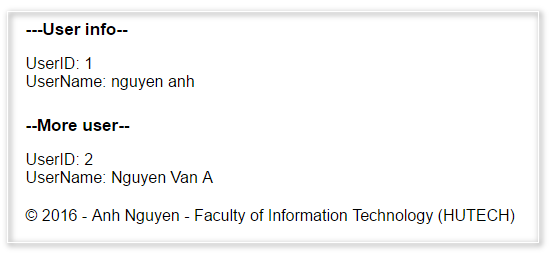 ---User info--
UserID: 1
UserName: nguyen anh
--More user--
UserID: 2
UserName: Nguyen Van A
© 2016 - Anh Nguyen - Faculty of Information Technology (HUTECH)